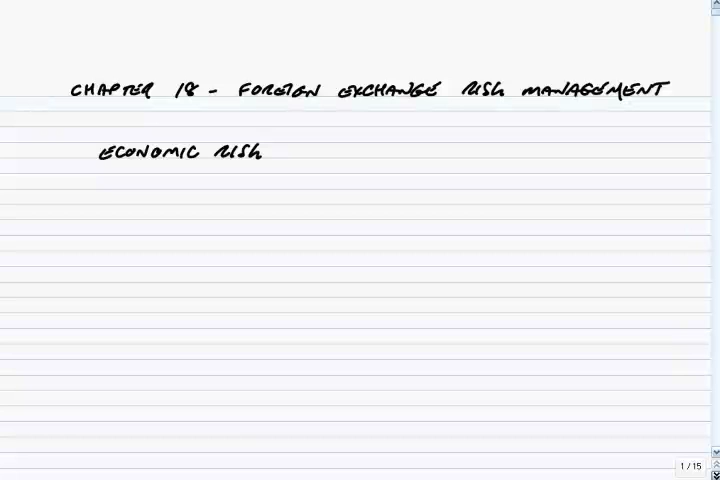 CHAPTER 18 - FOREIGN EXCHANGE RISK MANAGEMENT
ECONOMIC RISK
1 / 15